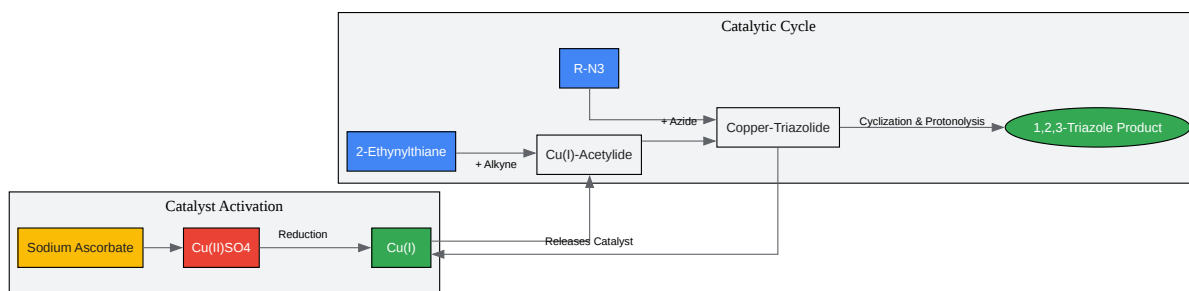 Catalytic Cycle
R-N3
+ Azide
Copper-Triazolide
Cyclization & Protonolysis
1,2,3-Triazole Product
2-Ethynylthiane
+ Alkyne
Cu(I)-Acetylide
Catalyst Activation
Sodium Ascorbate
Cu(II)SO4
Reduction
Cu(I)
Releases Catalyst